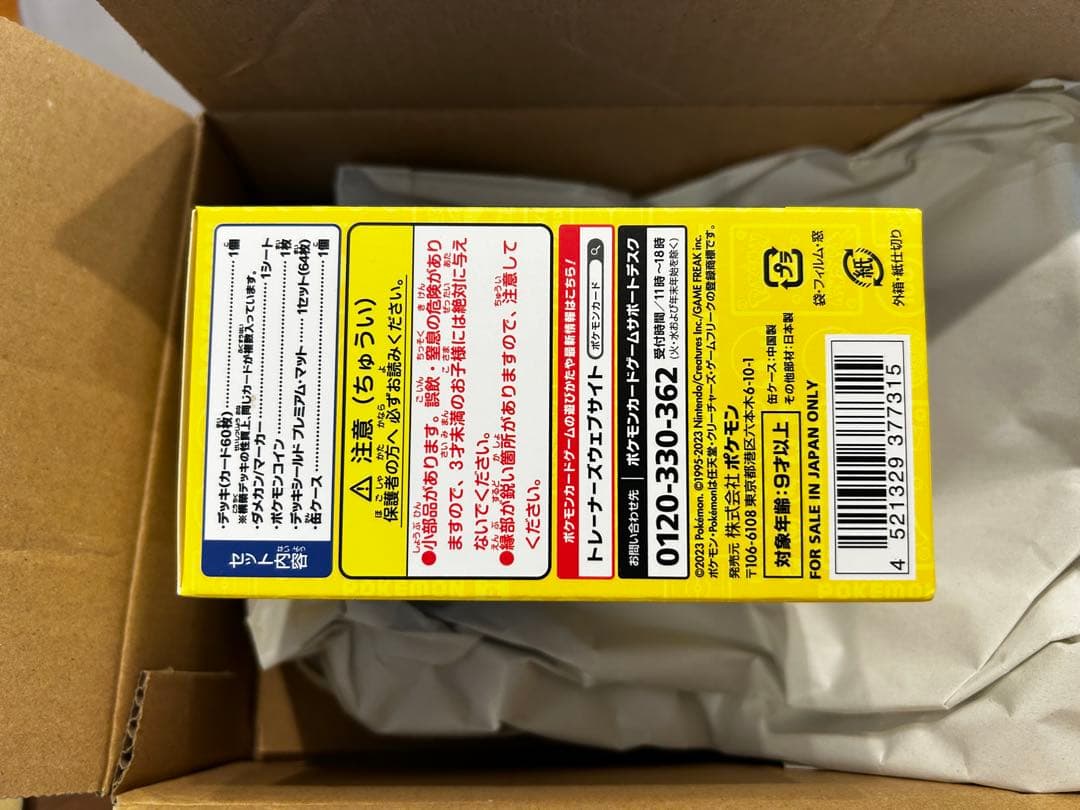 セット内容
・デッキ(カード60枚)……1個
※構築デッキの性質上、同じカードが複数入っています。
・ダメカン/マーカー……1シート
・ポケモンコイン……1枚
・デッキシールド プレミアム・マット……1セット(64枚)
・缶ケース……1個
⚠ 注意(ちゅうい)
保護者の方へ 必ずお読みください。
●小部品があります。誤飲・窒息の危険があり
ますので、3才未満のお子様には絶対に与え
ないでください。
●縁部が鋭い箇所がありますので、注意して
ください。
ポケモンカードゲームの遊びかたや最新情報はこちら!
トレーナーズウェブサイト ポケモンカード
お問い合わせ先 ポケモンカードゲームサポートデスク
0120-330-362 受付時間/11時~18時
(火・水および年末年始を除く)
©2023 Pokémon. ©1995-2023 Nintendo/Creatures Inc./GAME FREAK inc.
ポケモン・Pokémonは任天堂・クリーチャーズ・ゲームフリークの登録商標です。
発売元 株式会社 ポケモン
〒106-6108 東京都港区六本木6-10-1
対象年齢:9才以上
缶ケース:中国製
その他部材:日本製
FOR SALE IN JAPAN ONLY
プラ
袋・フィルム・窓
紙
外箱・紙仕切り
4 521329 377315
POKÉMON
POKÉMON